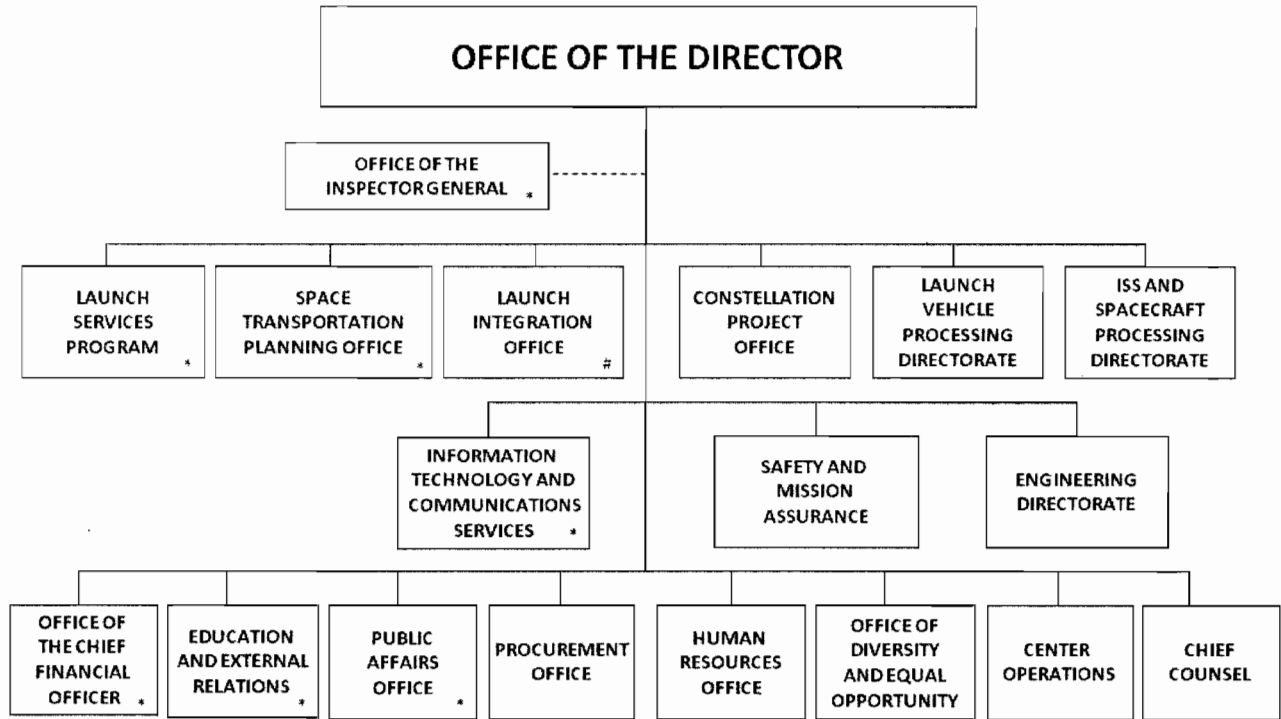 OFFICE OF THE DIRECTOR
OFFICE OF THE
INSPECTOR GENERAL *
LAUNCH
SERVICES
PROGRAM *
SPACE
TRANSPORTATION
PLANNING OFFICE *
LAUNCH
INTEGRATION
OFFICE #
CONSTELLATION
PROJECT
OFFICE
LAUNCH
VEHICLE
PROCESSING
DIRECTORATE
ISS AND
SPACECRAFT
PROCESSING
DIRECTORATE
INFORMATION
TECHNOLOGY AND
COMMUNICATIONS
SERVICES *
SAFETY AND
MISSION
ASSURANCE
ENGINEERING
DIRECTORATE
OFFICE OF
THE CHIEF
FINANCIAL
OFFICER *
EDUCATION
AND EXTERNAL
RELATIONS *
PUBLIC
AFFAIRS
OFFICE *
PROCUREMENT
OFFICE
HUMAN
RESOURCES
OFFICE
OFFICE OF
DIVERSITY
AND EQUAL
OPPORTUNITY
CENTER
OPERATIONS
CHIEF
COUNSEL